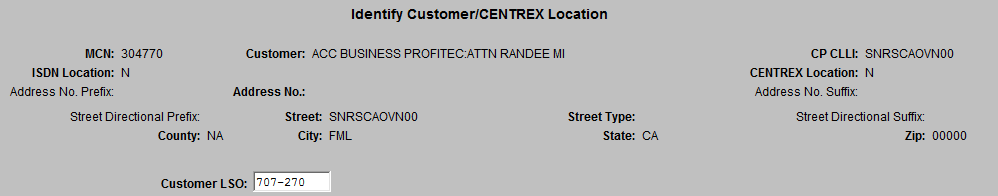 Identify Customer/CENTREX Location
MCN: 304770 Customer: ACC BUSINESS PROFITEC:ATTN RANDEE MI CP CLLI: SNRSCAOVN00
ISDN Location: N CENTREX Location: N
Address No. Prefix: Address No.: Address No. Suffix:
Street Directional Prefix: Street: SNRSCAOVN00 Street Type: Street Directional Suffix:
County: NA City: FML State: CA Zip: 00000
Customer LSO: 707-270